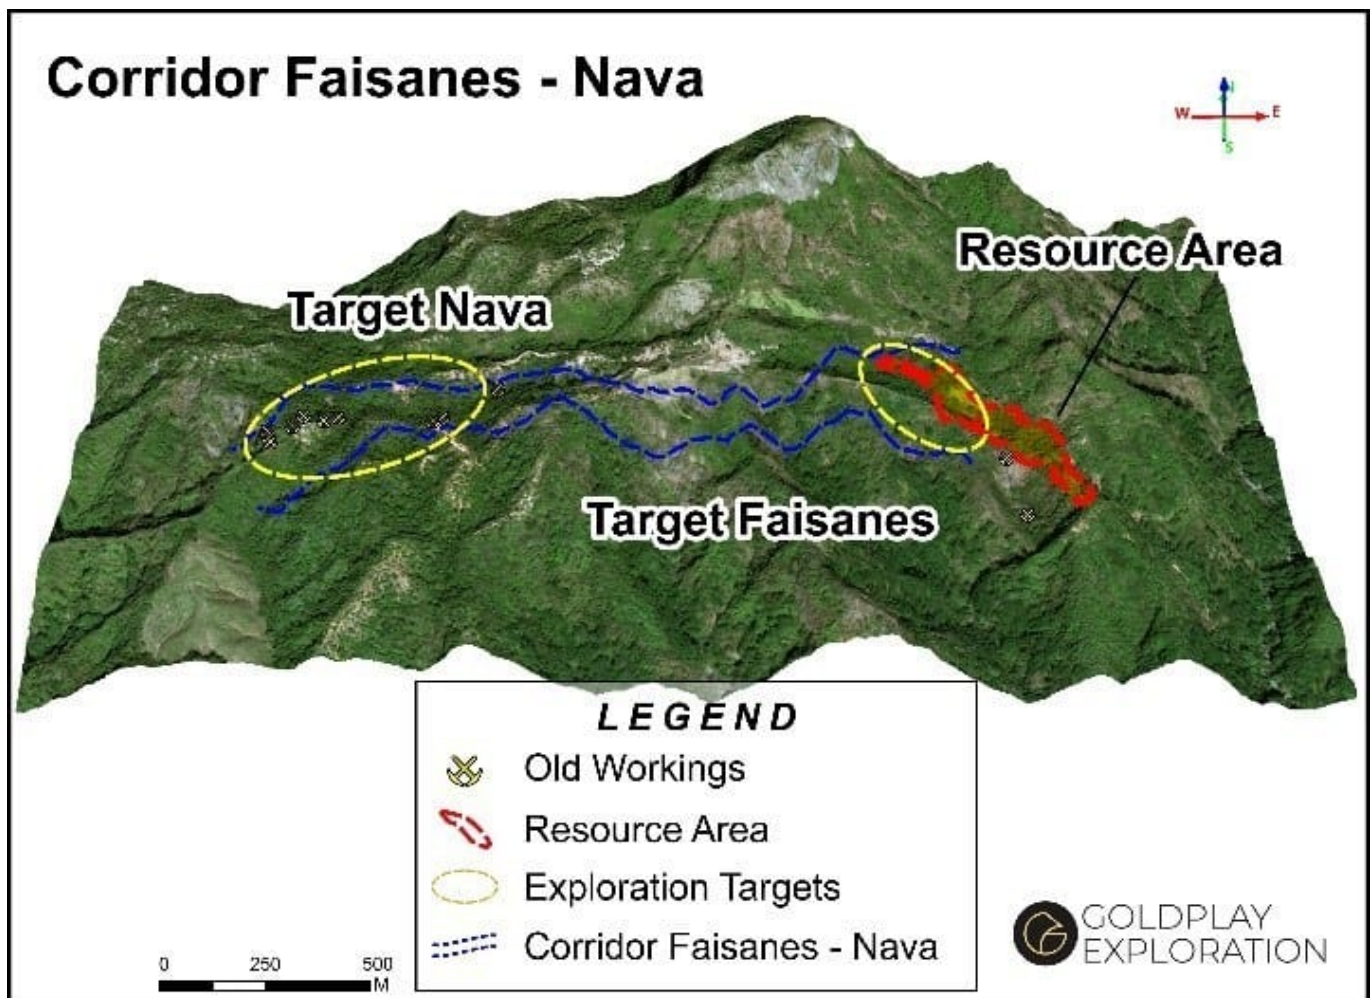 Corridor Faisanes - Nava
N
W E
S
Resource Area
Target Nava
Target Faisanes
LEGEND
Old Workings
Resource Area
Exploration Targets
Corridor Faisanes - Nava
0 250 500
M
GOLDPLAY
EXPLORATION